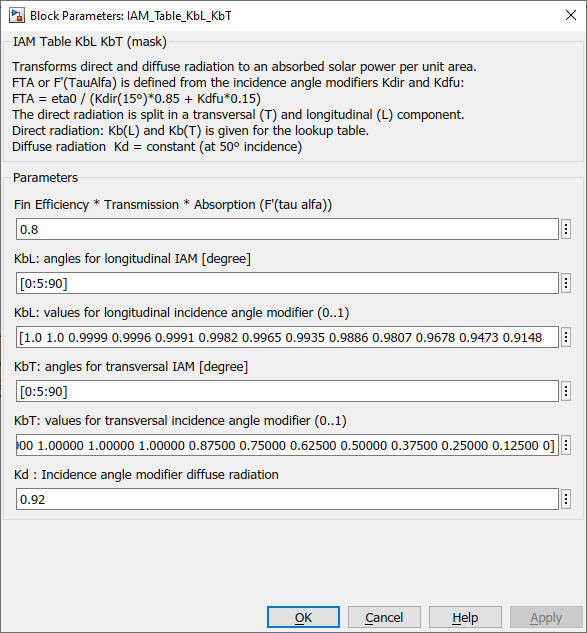 Block Parameters: IAM_Table_KbL_KbT
IAM Table KbL KbT (mask)
Transforms direct and diffuse radiation to an absorbed solar power per unit area.
FTA or F'(TauAlfa) is defined from the incidence angle modifiers Kdir and Kdfu:
FTA = eta0 / (Kdir(15º)*0.85 + Kdfu*0.15)
The direct radiation is split in a transversal (T) and longitudinal (L) component.
Direct radiation: Kb(L) and Kb(T) is given for the lookup table.
Diffuse radiation  Kd = constant (at 50º incidence)
Parameters
Fin Efficiency * Transmission * Absorption (F'(tau alfa))
0.8
KbL: angles for longitudinal IAM [degree]
[0:5:90]
KbL: values for longitudinal incidence angle modifier (0..1)
[1.0 1.0 0.9999 0.9996 0.9991 0.9982 0.9965 0.9935 0.9886 0.9807 0.9678 0.9473 0.9148
KbT: angles for transversal IAM [degree]
[0:5:90]
KbT: values for transversal incidence angle modifier (0..1)
00 1.00000 1.00000 1.00000 0.87500 0.75000 0.62500 0.50000 0.37500 0.25000 0.12500 0]
Kd : Incidence angle modifier diffuse radiation
0.92
OK Cancel Help Apply